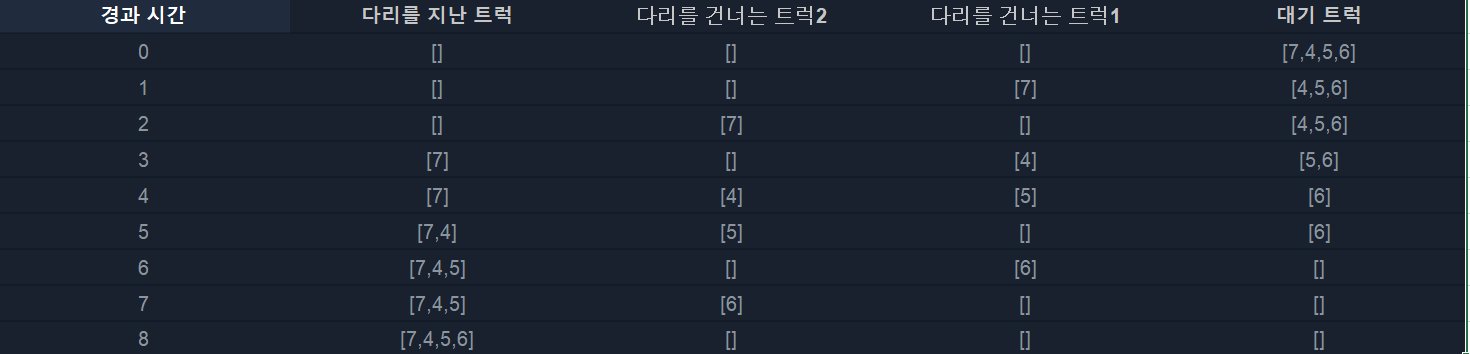 경과 시간 다리를 지난 트럭 다리를 건너는 트럭2 다리를 건너는 트럭1 대기 트럭
0 [] [] [] [7,4,5,6]
1 [] [] [7] [4,5,6]
2 [] [7] [] [4,5,6]
3 [7] [] [4] [5,6]
4 [7] [4] [5] [6]
5 [7,4] [5] [] [6]
6 [7,4,5] [] [6] []
7 [7,4,5] [6] [] []
8 [7,4,5,6] [] [] []